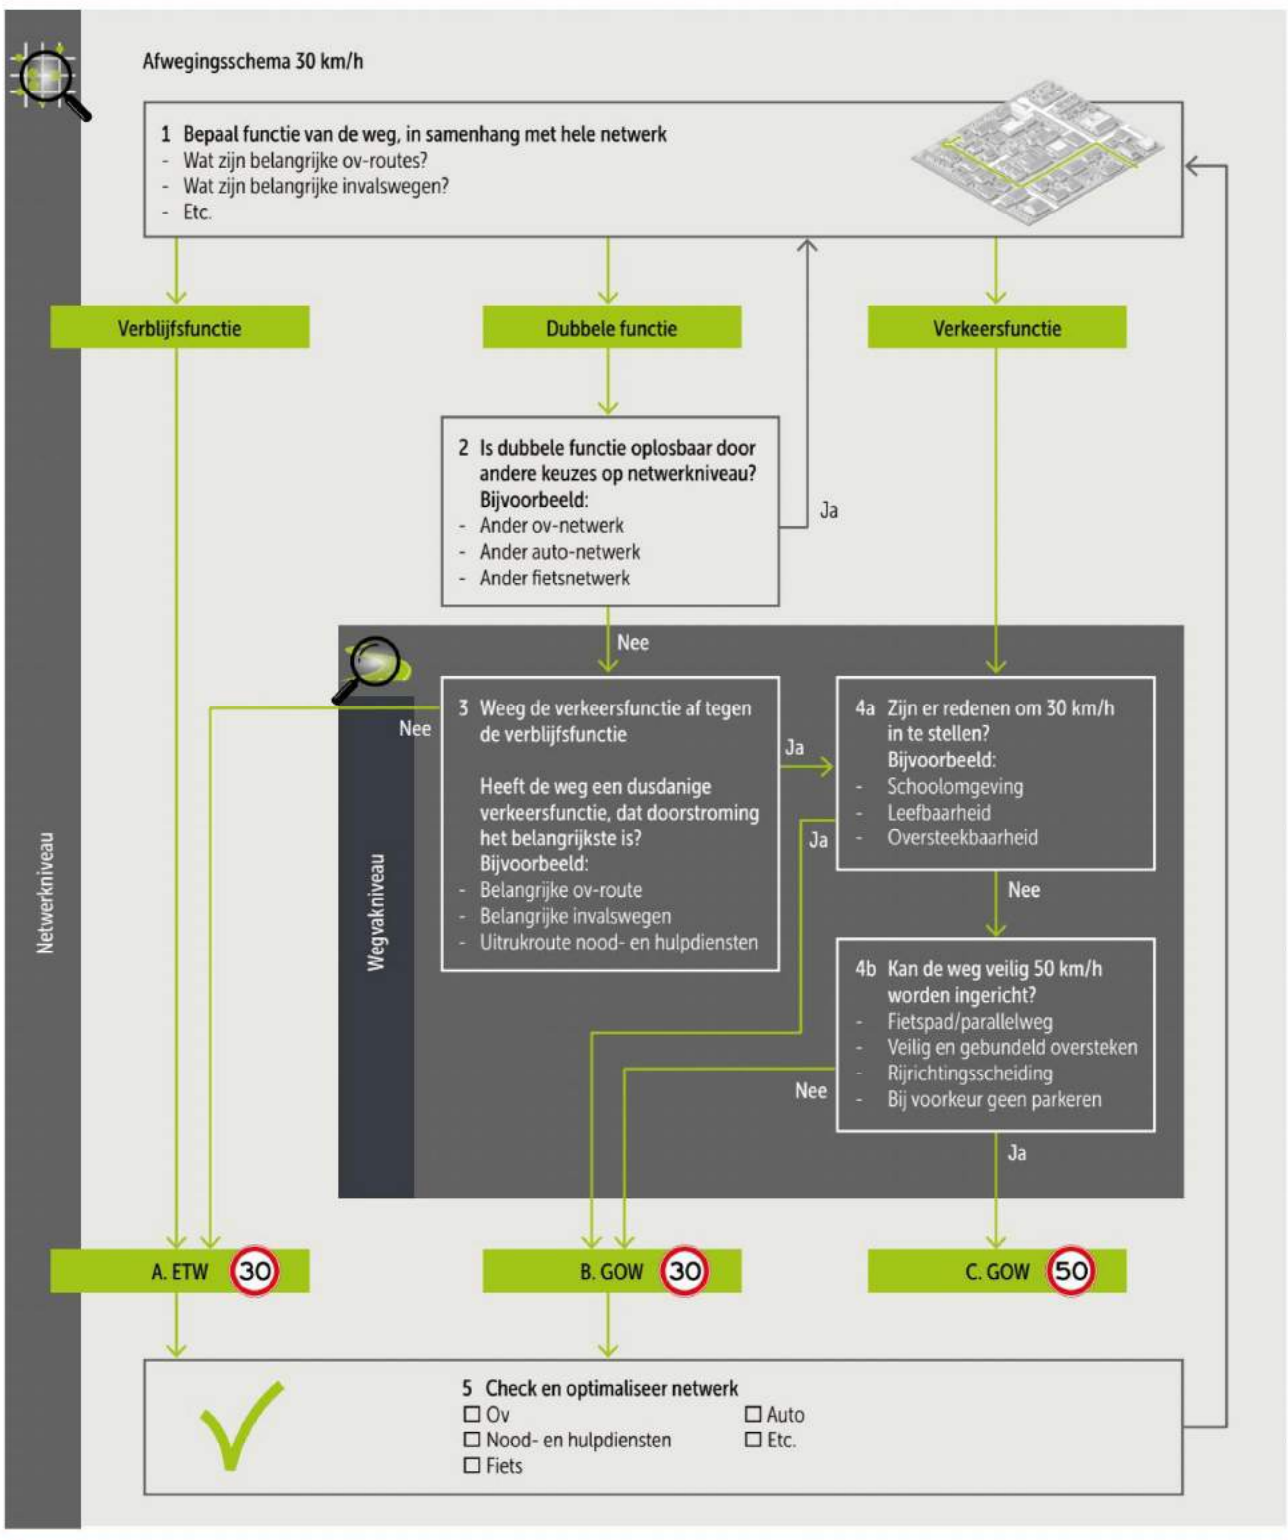 Afwegingsschema 30 km/h
1 Bepaal functie van de weg, in samenhang met hele netwerk
- Wat zijn belangrijke ov-routes?
- Wat zijn belangrijke invalswegen?
- Etc.
Verblijfsfunctie
Dubbele functie
Verkeersfunctie
2 Is dubbele functie oplosbaar door
andere keuzes op netwerkniveau?
Bijvoorbeeld:
- Ander ov-netwerk
- Ander auto-netwerk
- Ander fietsnetwerk
Ja
Nee
Netwerkniveau
Wegvakniveau
Nee
3 Weeg de verkeersfunctie af tegen
de verblijfsfunctie
Heeft de weg een dusdanige
verkeersfunctie, dat doorstroming
het belangrijkste is?
Bijvoorbeeld:
- Belangrijke ov-route
- Belangrijke invalswegen
- Uitrukroute nood- en hulpdiensten
Ja
4a Zijn er redenen om 30 km/h
in te stellen?
Bijvoorbeeld:
- Schoolomgeving
- Leefbaarheid
- Oversteekbaarheid
Ja
Nee
4b Kan de weg veilig 50 km/h
worden ingericht?
- Fietspad/parallelweg
- Veilig en gebundeld oversteken
- Rijrichtingsscheiding
- Bij voorkeur geen parkeren
Nee
Ja
A. ETW 30
B. GOW 30
C. GOW 50
5 Check en optimaliseer netwerk
☐ Ov
☐ Nood- en hulpdiensten
☐ Fiets
☐ Auto
☐ Etc.